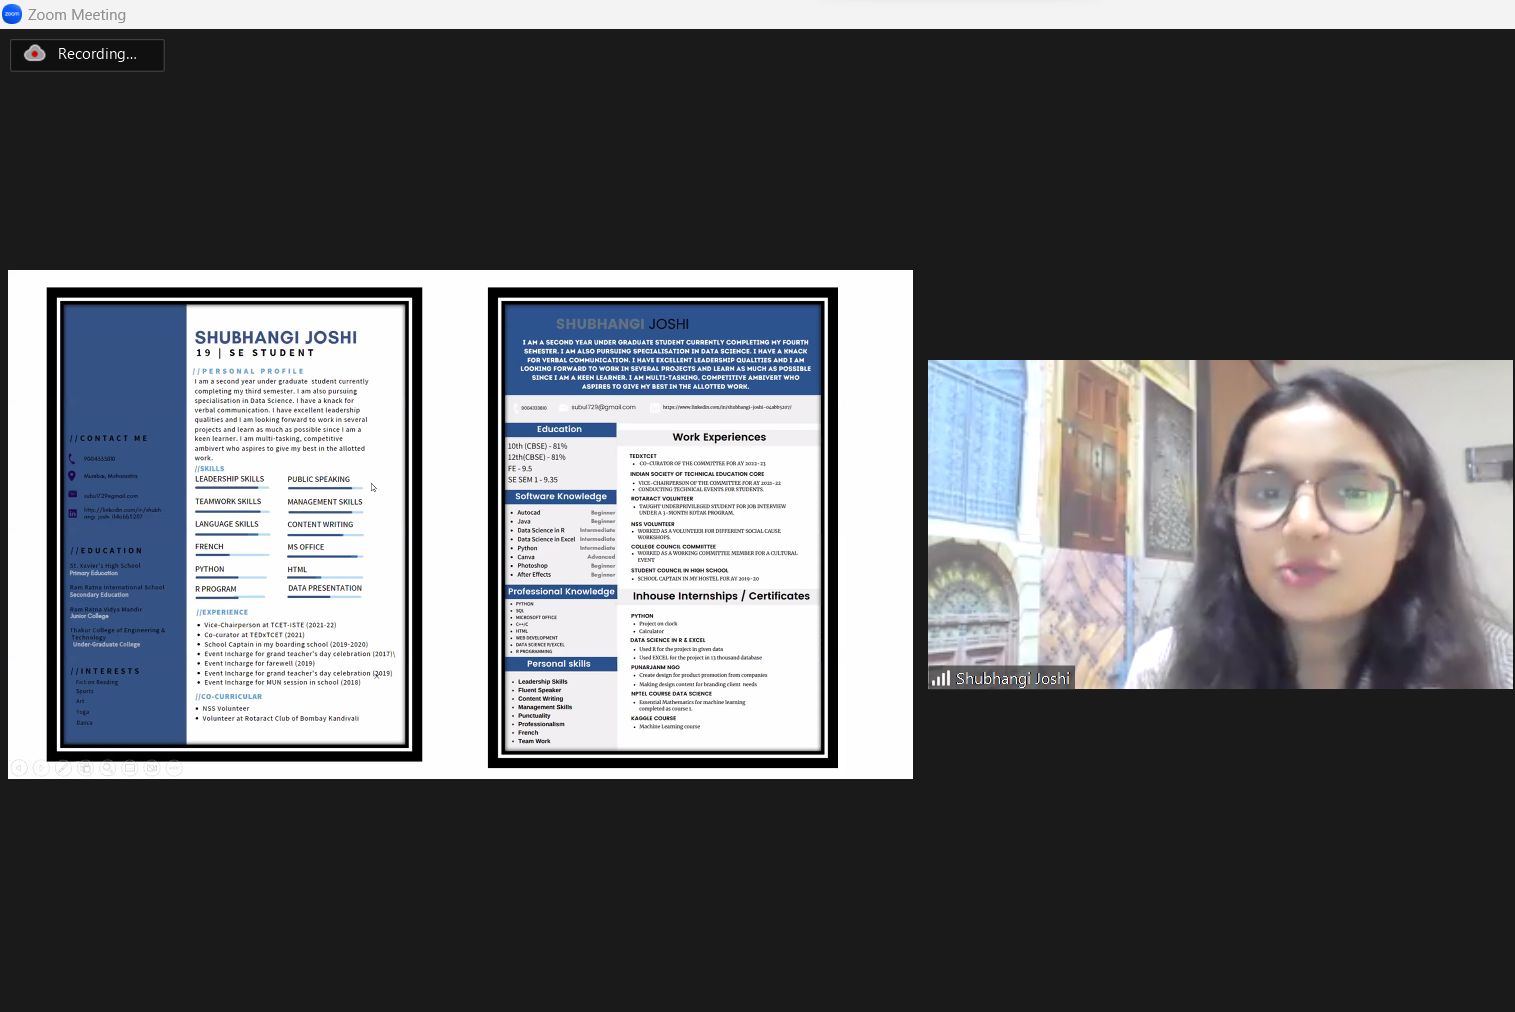 zoom
Zoom Meeting
Recording...
SHUBHANGI JOSHI
19 | SE STUDENT
//PERSONAL PROFILE
I am a second year under graduate student currently
completing my third semester. I am also pulsuing
specialisation in Data Science. I have a knack for
verbal communication. I have excellent leadership
qualities and i am looking forward to work in several
projects and learn as much as possible since I am a
keen learner. I am multi-tasking, competitive
ambivert who aspires to give my best in the allotted
work.
//SKILLS
LEADERSHIP SKILLS
PUBLIC SPEAKING
TEAMWORK SKILLS
MANAGEMENT SKILLS
LANGUAGE SKILLS
CONTENT WRITING
FRENCH
MS OFFICE
PYTHON
HTML
R PROGRAM
DATA PRESENTATION
//EXPERIENCE
Vice-Chairperson at TCET-ISTE (2021-22)
Co-curator at TEDxTCET (2021)
School Captain in my boarding school (2019-2020)
Event Incharge for grand teacher's day celebration (2017)\
Event Incharge for farewell (2019)
Event Incharge for grand teacher's day celebration (2019)
Event Incharge for MUN session in school (2018)
//CO-CURRICULAR
NSS Volunteer
Volunteer at Rotaract Club of Bombay Kandivali
//CONTACT ME
Mumbai, Maharastra
subu1729@gmail.com
//EDUCATION
St. Xavier's High School
Primary Education
Ram Ratna International School
Secondary Education
Ram Ratna Vidya Mandir
Junior College
Thakur College of Engineering &
Technology
Under-Graduate College
//INTERESTS
Fiction Reading
Sports
Art
Yoga
Dance
SHUBHANGI JOSHI
I AM A SECOND YEAR UNDER GRADUATE STUDENT CURRENTLY COMPLETING MY FOURTH
SEMESTER. I AM ALSO PURSUING SPECIALISATION IN DATA SCIENCE. I HAVE A KNACK
FOR VERBAL COMMUNICATION. I HAVE EXCELLENT LEADERSHIP QUALITIES AND I AM
LOOKING FORWARD TO WORK IN SEVERAL PROJECTS AND LEARN AS MUCH AS POSSIBLE
SINCE I AM A KEEN LEARNER. I AM MULTI-TASKING, COMPETITIVE AMBIVERT WHO
ASPIRES TO GIVE MY BEST IN THE ALLOTTED WORK.
subu1729@gmail.com
Education
10th (CBSE) - 81%
12th(CBSE) - 81%
FE - 9.5
SE SEM 1 - 9.35
Software Knowledge
Autocad Beginner
Java Beginner
Data Science in R Intermediate
Data Science in Excel Intermediate
Python Intermediate
Canva Advanced
Photoshop Beginner
After Effects Beginner
Professional Knowledge
PYTHON
SQL
MICROSOFT OFFICE
C++/C
HTML
WEB DEVELOPMENT
DATA SCIENCE R/EXCEL
R PROGRAMMING
Personal skills
Leadership Skills
Fluent Speaker
Content Writing
Management Skills
Punctuality
Professionalism
French
Team Work
Work Experiences
TEDXTCET
CO-CURATOR OF THE COMMITTEE FOR AY 2022-23
INDIAN SOCIETY OF TECHNICAL EDUCATION CORE
VICE-CHAIRPERSON OF THE COMMITTEE FOR AY 2021-22
CONDUCTING TECHNICAL EVENTS FOR STUDENTS.
ROTARACT VOLUNTEER
TAUGHT UNDERPRIVILEGED STUDENT FOR JOB INTERVIEW
UNDER A 3-MONTH KOTAK PROGRAM.
NSS VOLUNTEER
WORKED AS A VOLUNTEER FOR DIFFERENT SOCIAL CAUSE
WORKSHOPS.
COLLEGE COUNCIL COMMITTEE
WORKED AS A WORKING COMMITTEE MEMBER FOR A CULTURAL
EVENT
STUDENT COUNCIL IN HIGH SCHOOL
SCHOOL CAPTAIN IN MY HOSTEL FOR AY 2019-20
Inhouse Internships / Certificates
PYTHON
Project on clock
Calculator
DATA SCIENCE IN R & EXCEL
Used R for the project in given data
Used EXCEL for the project in 13 thousand database
PUNARJANM NGO
Create design for product promotion from companies
Making design content for branding client needs
NPTEL COURSE DATA SCIENCE
Essential Mathematics for machine learning
completed as course 1.
KAGGLE COURSE
Machine Learning course
Shubhangi Joshi